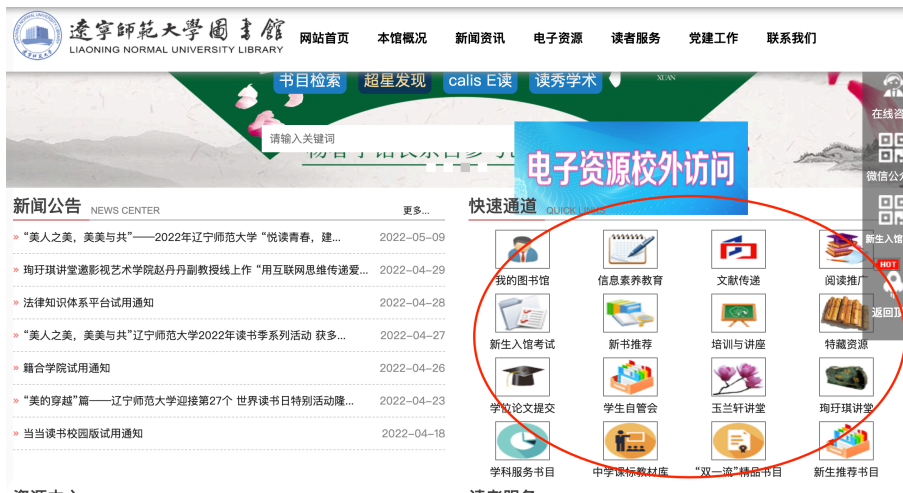 遼寧師範大學圖書館
LIAONING NORMAL UNIVERSITY LIBRARY
网站首页 本馆概况 新闻资讯 电子资源 读者服务 党建工作 联系我们
书目检索 超星发现 calis E读 读秀学术
XUAN
请输入关键词
电子资源校外访问
在线咨
微信公众
新生入馆
HOT
返回顶
新闻公告 NEWS CENTER 更多...
» “美人之美，美美与共”——2022年辽宁师范大学 “悦读青春，建... 2022-05-09
» 珣玗琪讲堂邀影视艺术学院赵丹丹副教授线上作 “用互联网思维传递爱... 2022-04-29
» 法律知识体系平台试用通知 2022-04-28
» “美人之美，美美与共”辽宁师范大学2022年读书季系列活动 获多... 2022-04-27
» 籍合学院试用通知 2022-04-26
» “美的穿越”篇——辽宁师范大学迎接第27个 世界读书日特别活动隆... 2022-04-23
» 当当读书校园版试用通知 2022-04-18
快速通道 QUICK LINKS
我的图书馆 信息素养教育 文献传递 阅读推广
新生入馆考试 新书推荐 培训与讲座 特藏资源
学位论文提交 学生自管会 玉兰轩讲堂 珣玗琪讲堂
学科服务书目 中学课标教材库 “双一流”精品书目 新生推荐书目